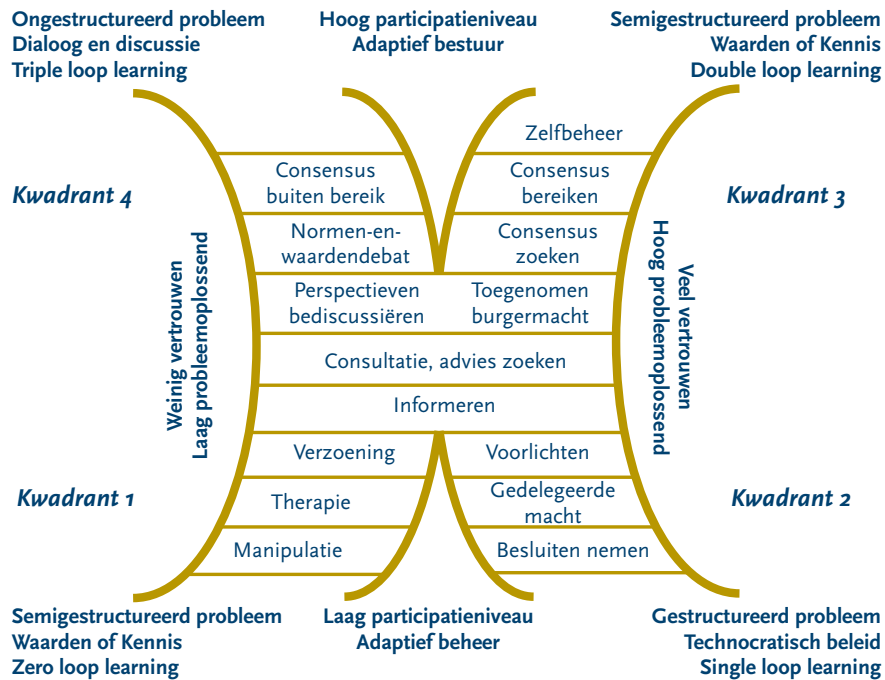 Ongestructureerd probleem
Dialoog en discussie
Triple loop learning
Hoog participatieniveau
Adaptief bestuur
Semigestructureerd probleem
Waarden of Kennis
Double loop learning
Zelfbeheer
Consensus
buiten bereik
Consensus
bereiken
Kwadrant 4
Kwadrant 3
Normen-en-
waardendebat
Consensus
zoeken
Perspectieven
bediscussiëren
Toegenomen
burgermacht
Weinig vertrouwen
Laag probleemoplossend
Veel vertrouwen
Hoog probleemoplossend
Consultatie, advies zoeken
Informeren
Verzoening
Voorlichten
Kwadrant 1
Therapie
Gedelegeerde
macht
Kwadrant 2
Manipulatie
Besluiten nemen
Semigestructureerd probleem
Waarden of Kennis
Zero loop learning
Laag participatieniveau
Adaptief beheer
Gestructureerd probleem
Technocratisch beleid
Single loop learning